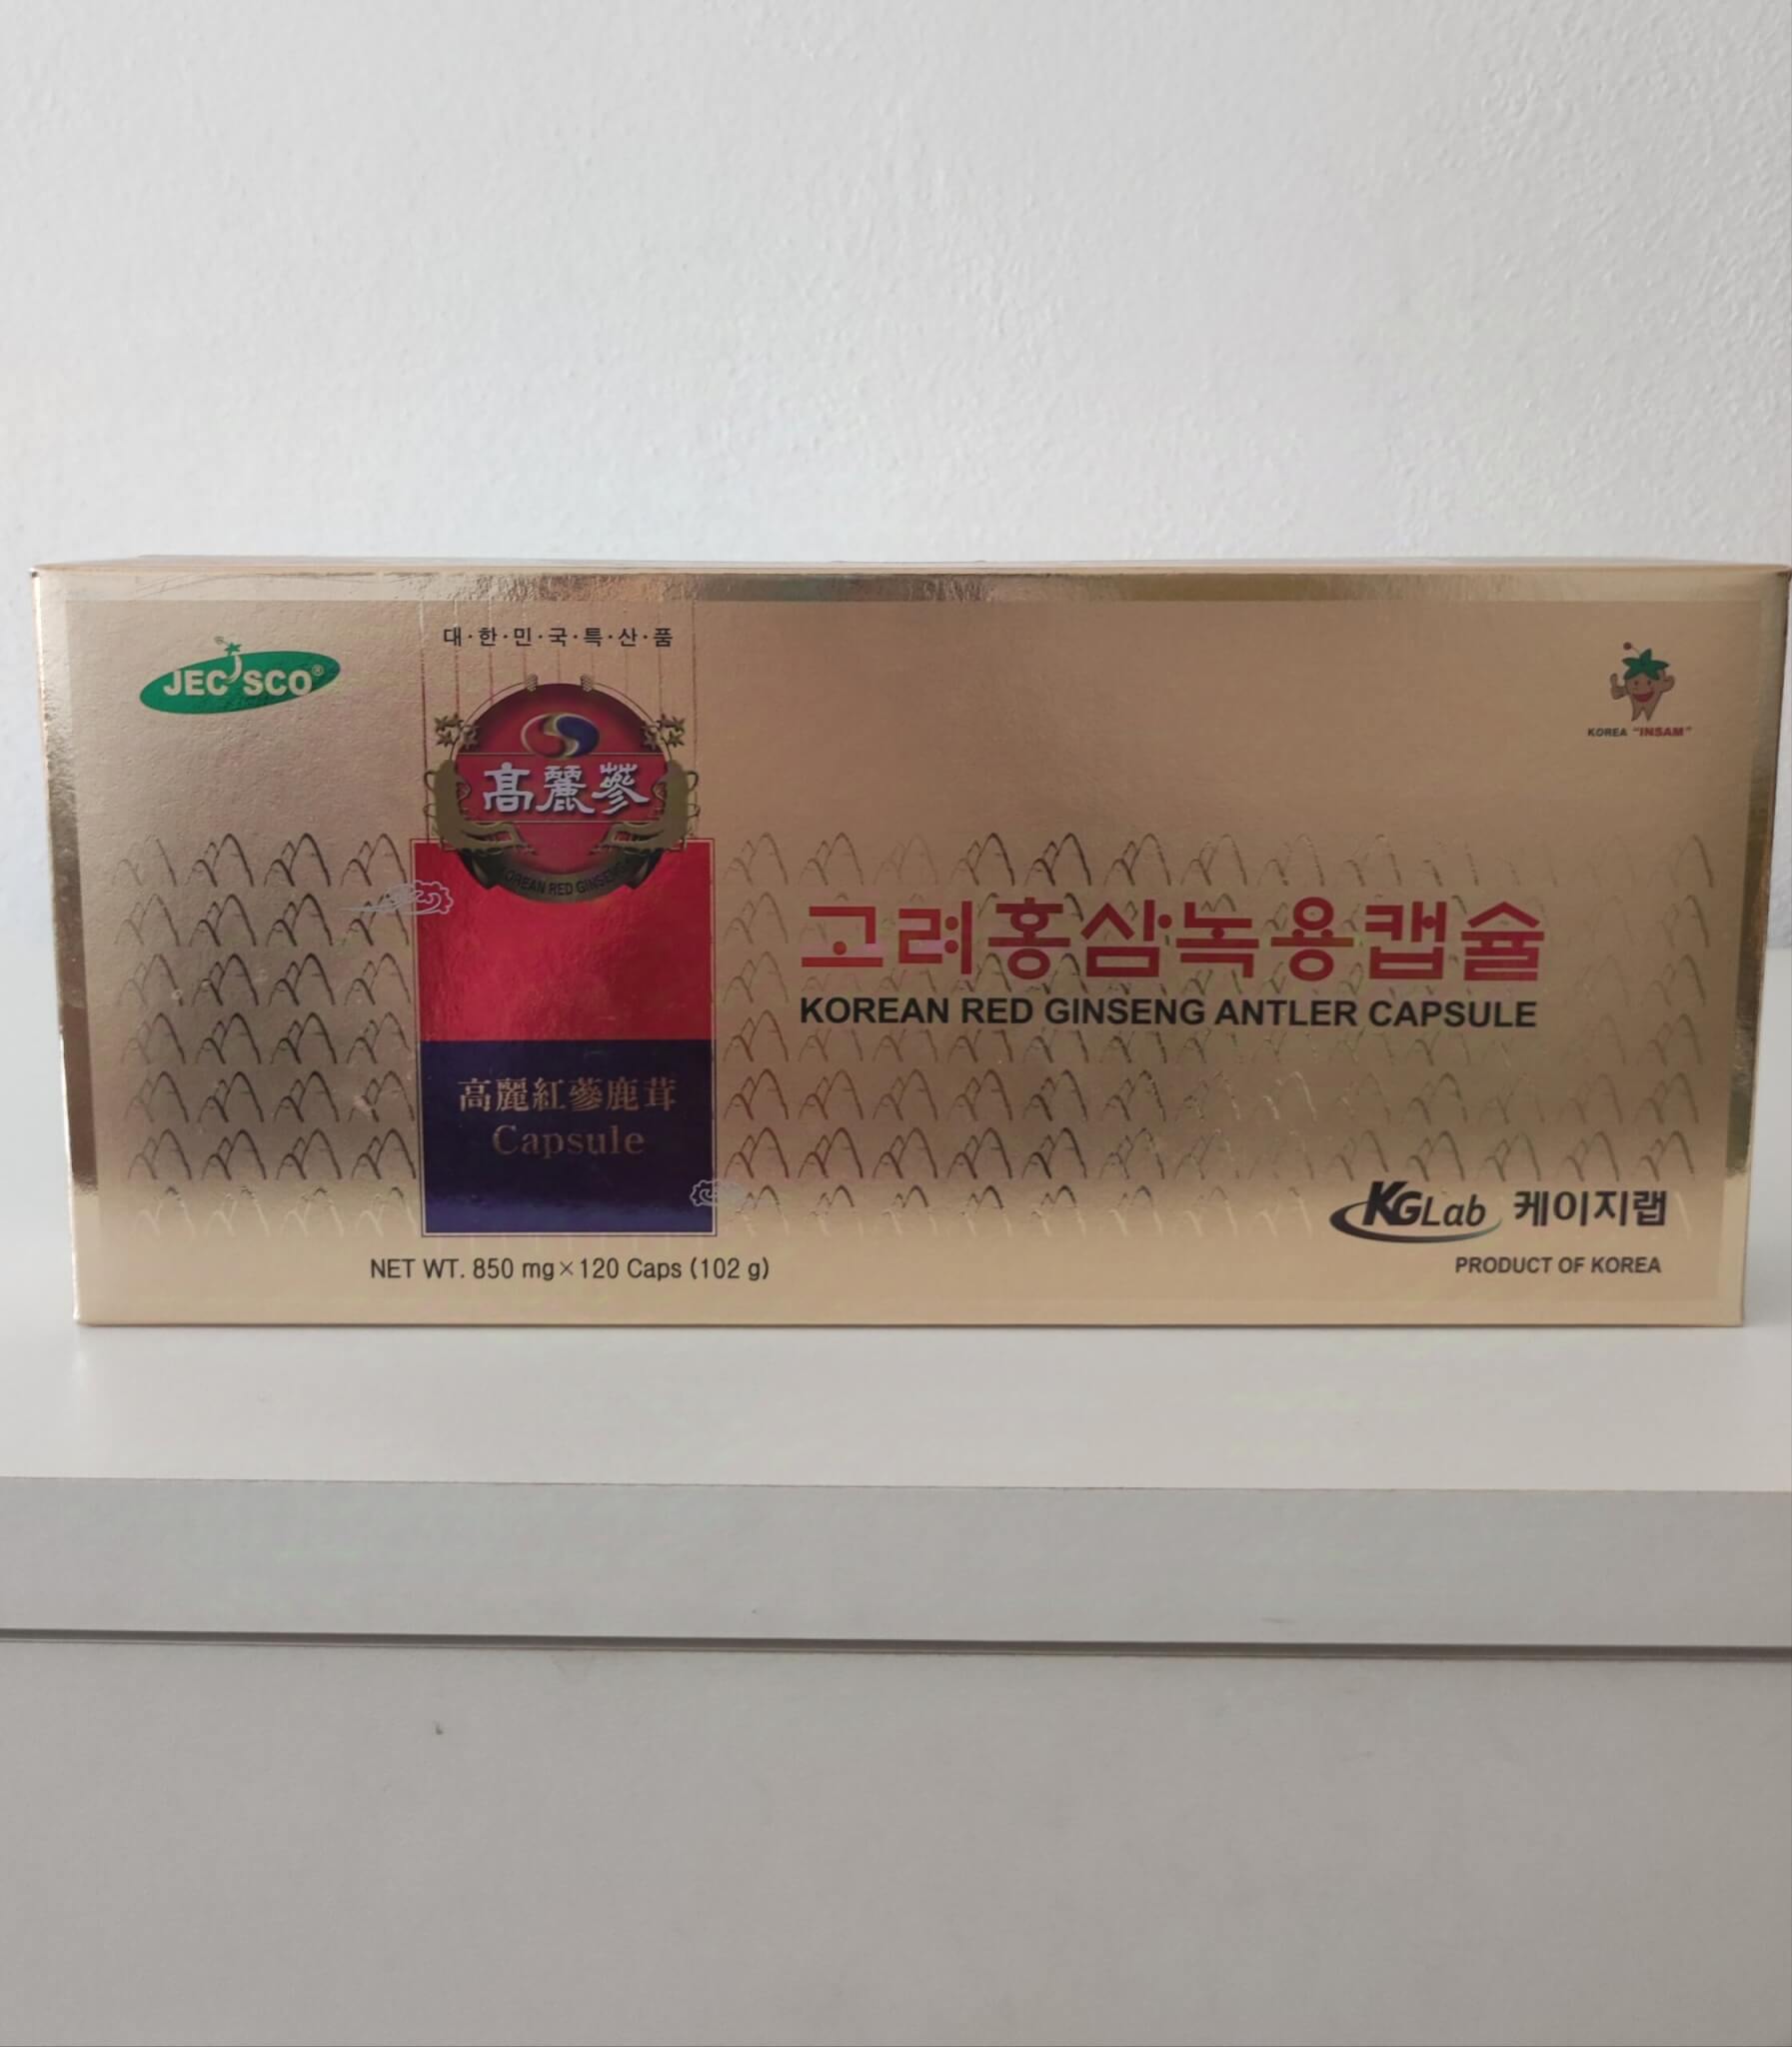 JEC SCO®
대·한·민·국·특·산·품
KOREA "INSAM"
高麗蔘
KOREAN RED GINSENG
고려홍삼녹용캡슐
KOREAN RED GINSENG ANTLER CAPSULE
高麗紅蔘鹿茸
Capsule
KGLab 케이지랩
NET WT. 850 mg×120 Caps (102 g)
PRODUCT OF KOREA